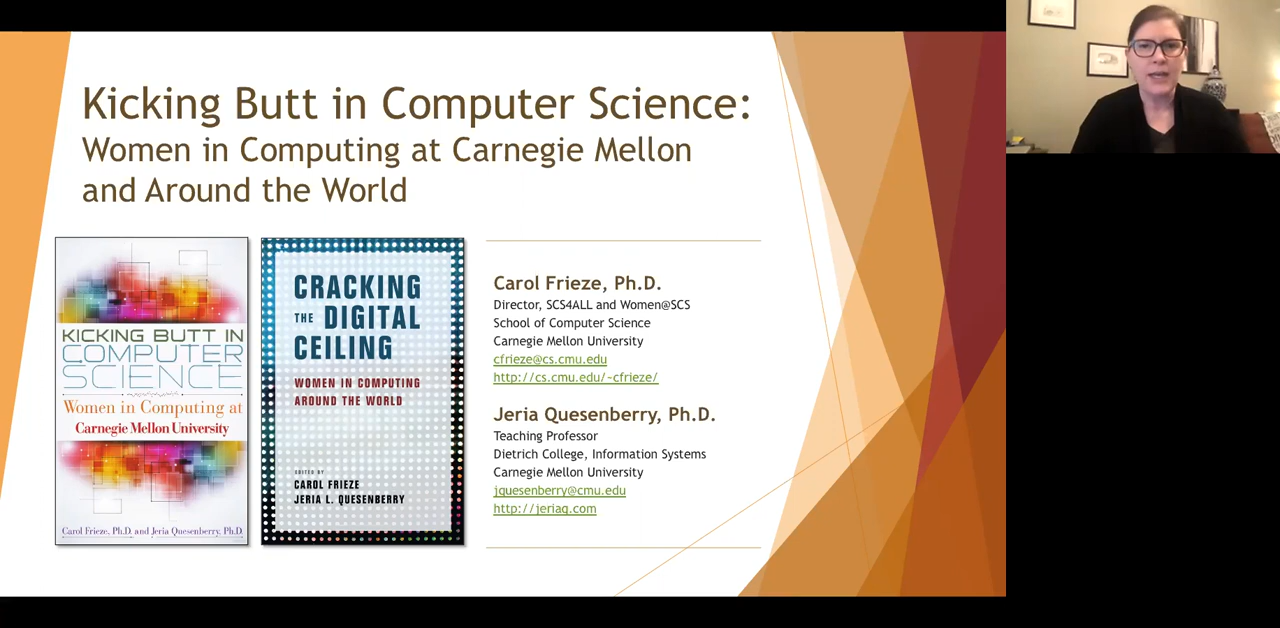 Kicking Butt in Computer Science:
Women in Computing at Carnegie Mellon
and Around the World
KICKING BUTT IN
COMPUTER
SCIENCE
Women in Computing at
Carnegie Mellon University
Carol Frieze, Ph.D. and Jeria Quesenberry, Ph.D.
CRACKING
THE DIGITAL
CEILING
WOMEN IN COMPUTING
AROUND THE WORLD
EDITED BY
CAROL FRIEZE
JERIA L. QUESENBERRY
Carol Frieze, Ph.D.
Director, SCS4ALL and Women@SCS
School of Computer Science
Carnegie Mellon University
cfrieze@cs.cmu.edu
http://cs.cmu.edu/~cfrieze/
Jeria Quesenberry, Ph.D.
Teaching Professor
Dietrich College, Information Systems
Carnegie Mellon University
jquesenberry@cmu.edu
http://jeriaq.com